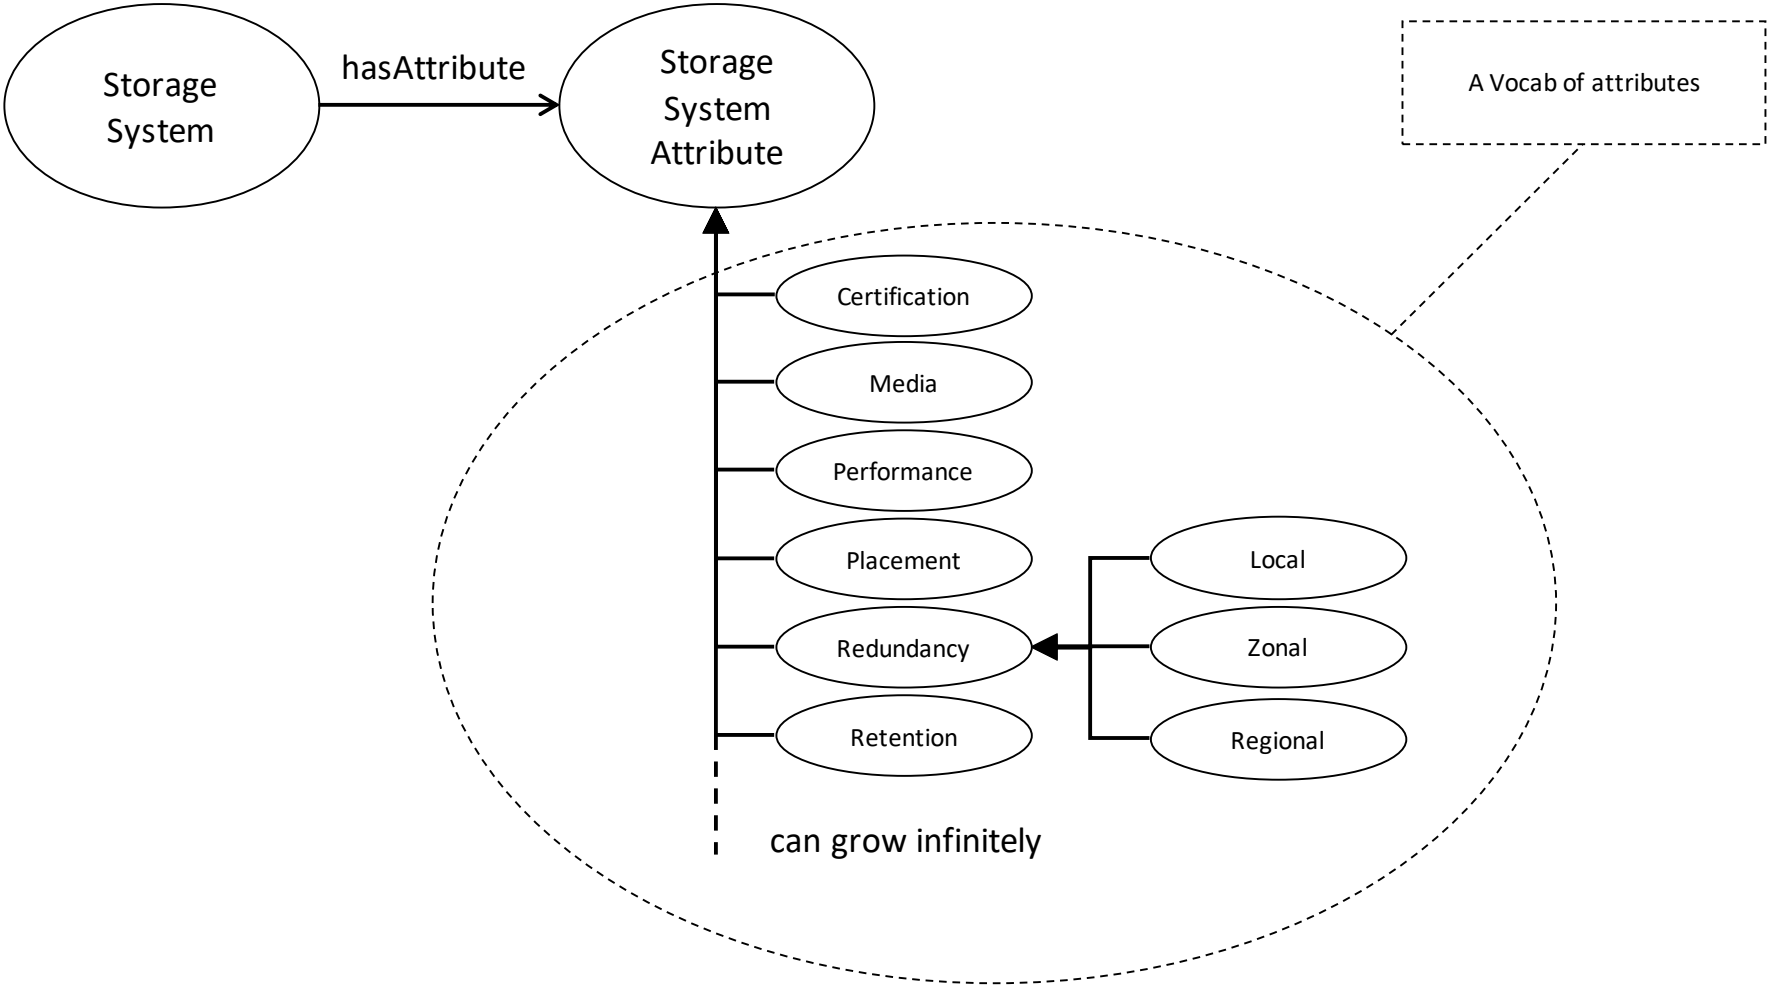 Storage
System
hasAttribute
Storage
System
Attribute
A Vocab of attributes
Certification
Media
Performance
Placement
Redundancy
Retention
Local
Zonal
Regional
can grow infinitely